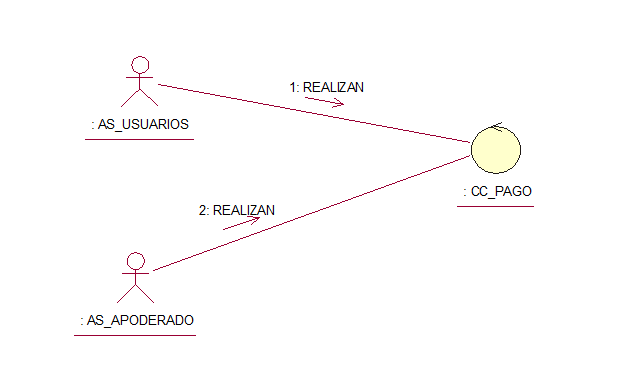 1: REALIZAN
: AS_USUARIOS
: CC_PAGO
2: REALIZAN
: AS_APODERADO